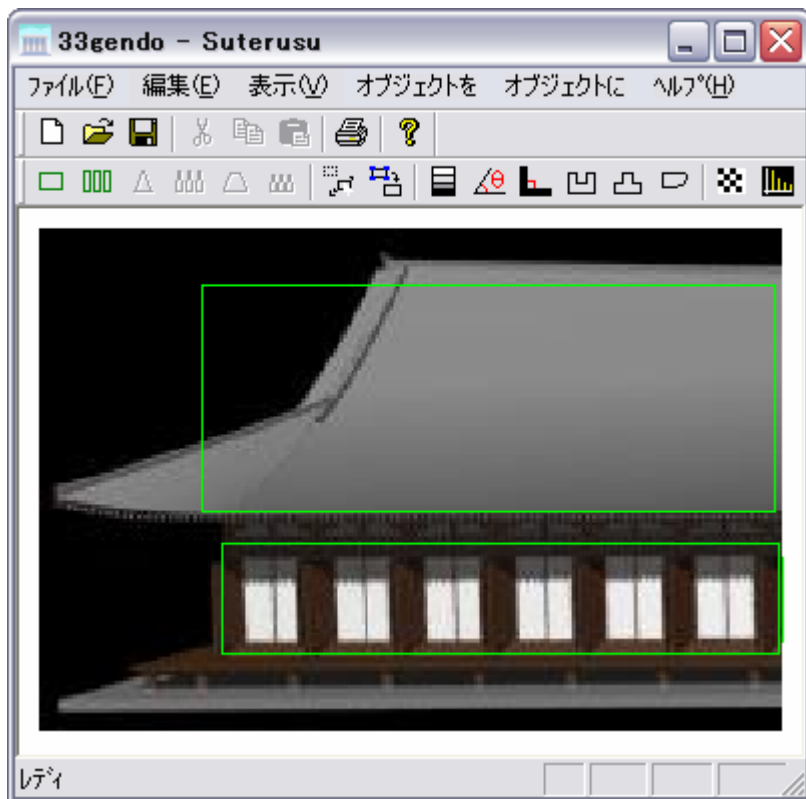 33gendo - Suterusu
ファイル(F) 編集(E) 表示(V) オブジェクトを オブジェクトに ヘルプ(H)
θ
レディ